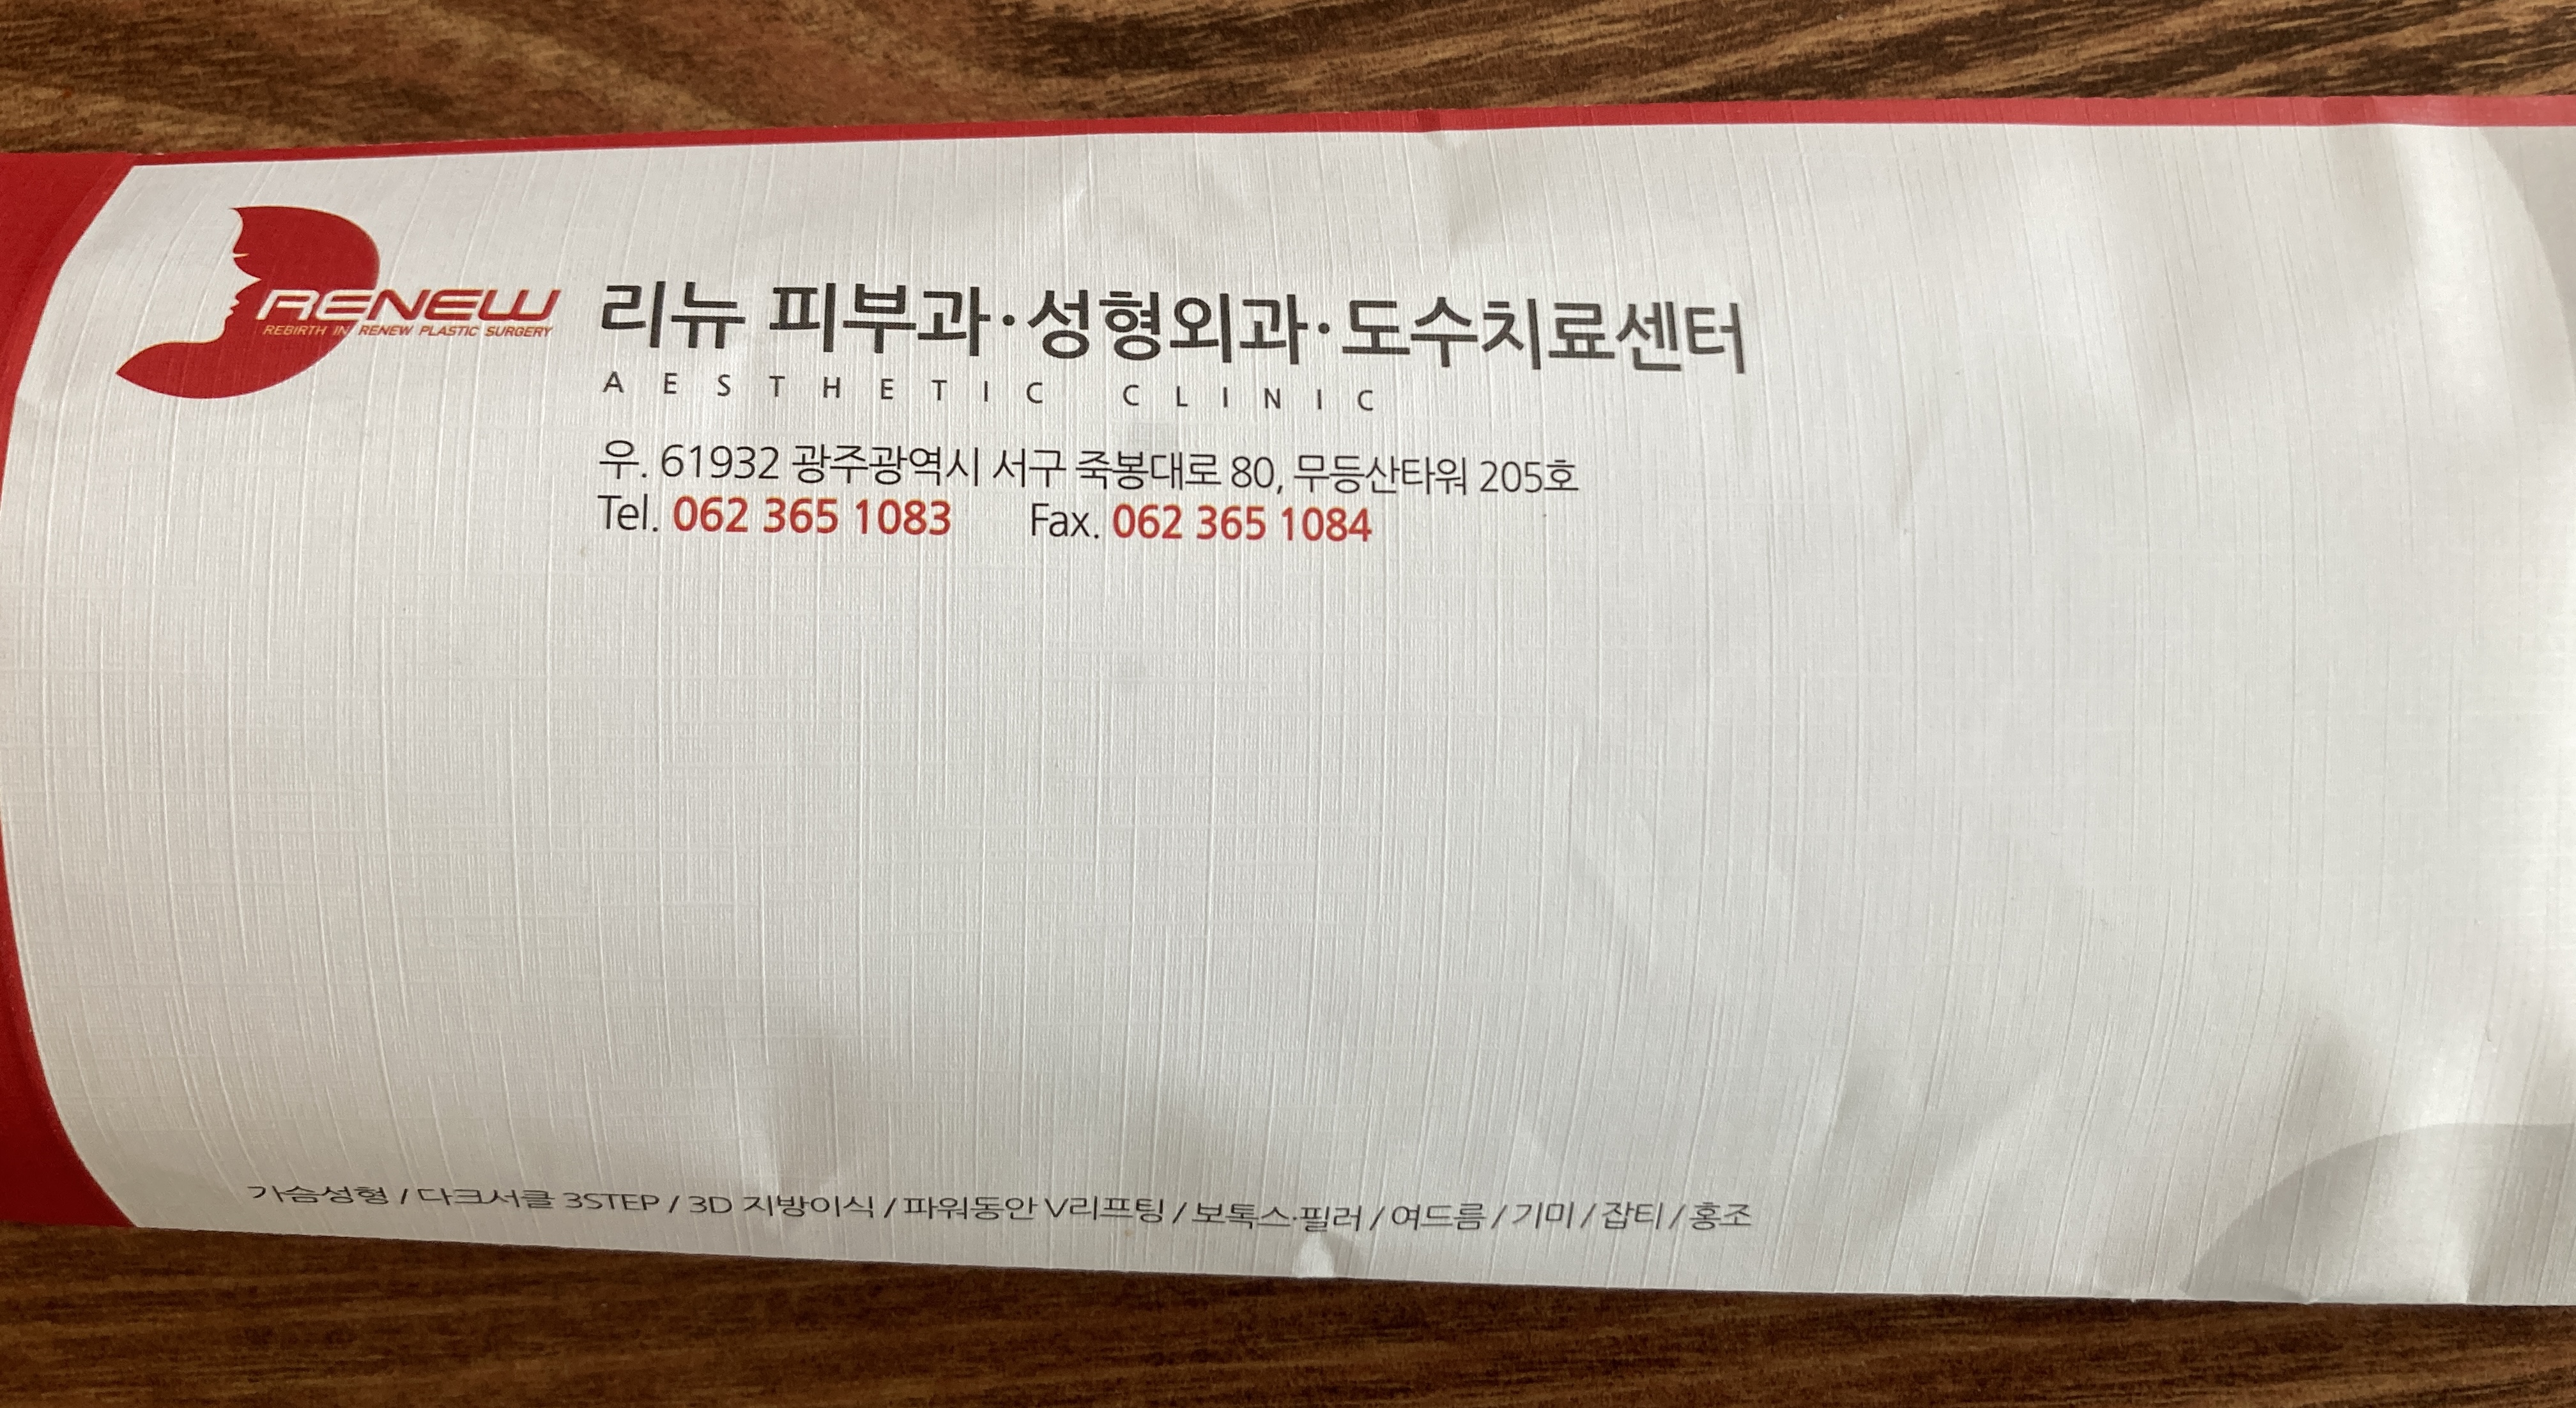 RENEW
REBIRTH IN RENEW PLASTIC SURGERY
리뉴 피부과·성형외과·도수치료센터
AESTHETIC CLINIC
우. 61932 광주광역시 서구 죽봉대로 80, 무등산타워 205호
Tel. 062 365 1083 Fax. 062 365 1084
가슴성형 / 다크서클 3STEP / 3D 지방이식 / 파워동안 V리프팅 / 보톡스·필러 / 여드름 / 기미 / 잡티 / 홍조